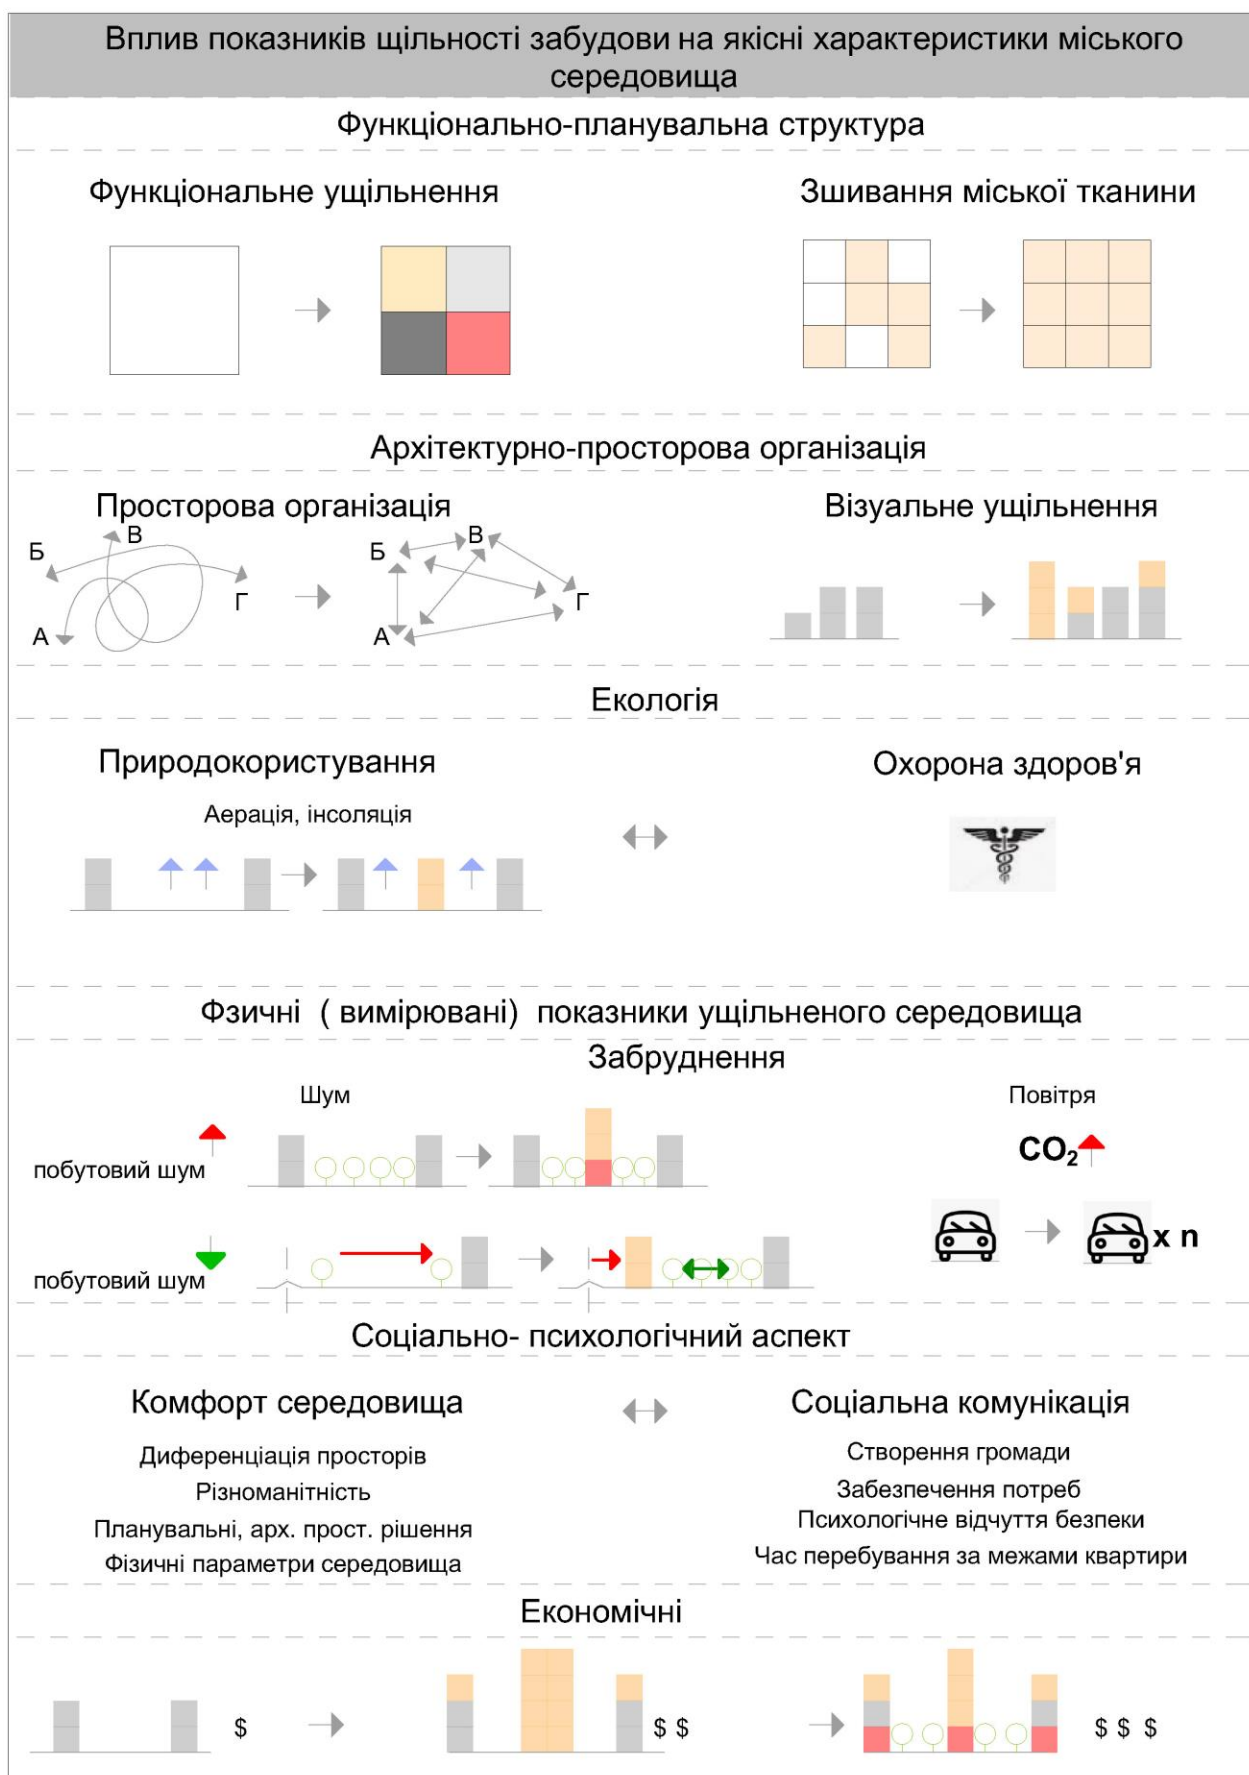 Вплив показників щільності забудови на якісні характеристики міського
середовища
Функціонально-планувальна структура
Функціональне ущільнення
Зшивання міської тканини
Архітектурно-просторова організація
Просторова організація
Візуальне ущільнення
Б
В
Г
А
Б
В
Г
А
Екологія
Природокористування
Охорона здоров'я
Аерація, інсоляція
Фзичні ( вимірювані) показники ущільненого середовища
Забруднення
Шум
Повітря
побутовий шум
CO₂
побутовий шум
x n
Соціально- психологічний аспект
Комфорт середовища
Соціальна комунікація
Диференціація просторів
Різноманітність
Планувальні, арх. прост. рішення
Фізичні параметри середовища
Створення громади
Забезпечення потреб
Психологічне відчуття безпеки
Час перебування за межами квартири
Економічні
$
$ $
$ $ $